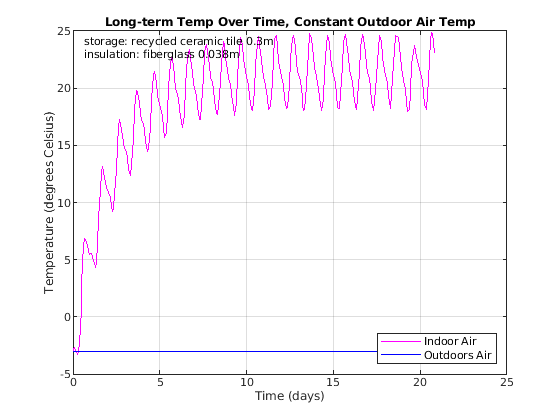 Long-term Temp Over Time, Constant Outdoor Air Temp
storage: recycled ceramic tile 0.3m
insulation: fiberglass 0.038m
25
20
15
10
5
0
-5
Temperature (degrees Celsius)
0 5 10 15 20 25
Time (days)
Indoor Air
Outdoors Air